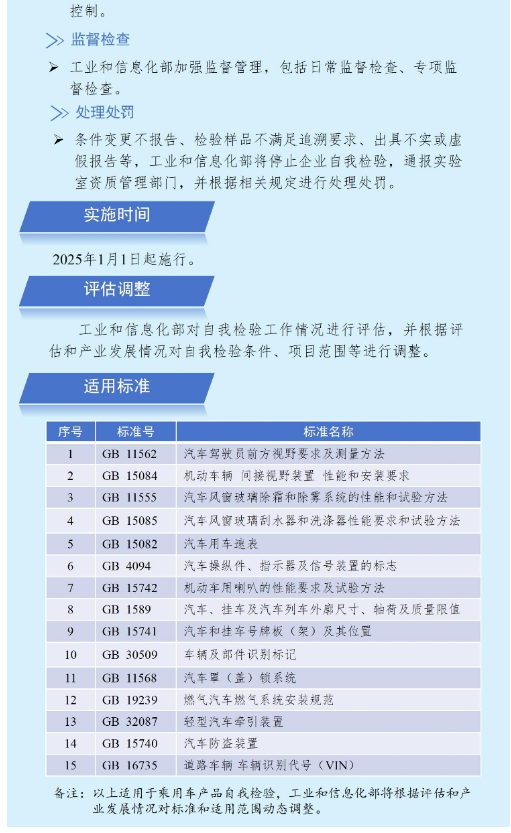 控制。
监督检查
工业和信息化部加强监督管理，包括日常监督检查、专项监
督检查。
处理处罚
条件变更不报告、检验样品不满足追溯要求、出具不实或虚
假报告等，工业和信息化部将停止企业自我检验，通报实验
室资质管理部门，并根据相关规定进行处理处罚。
实施时间
2025年1月1日起施行。
评估调整
工业和信息化部对自我检验工作情况进行评估，并根据评
估和产业发展情况对自我检验条件、项目范围等进行调整。
适用标准
序号 标准号 标准名称
1 GB 11562 汽车驾驶员前方视野要求及测量方法
2 GB 15084 机动车辆 间接视野装置 性能和安装要求
3 GB 11555 汽车风窗玻璃除霜和除雾系统的性能和试验方法
4 GB 15085 汽车风窗玻璃刮水器和洗涤器性能要求和试验方法
5 GB 15082 汽车用车速表
6 GB 4094 汽车操纵件、指示器及信号装置的标志
7 GB 15742 机动车用喇叭的性能要求及试验方法
8 GB 1589 汽车、挂车及汽车列车外廓尺寸、轴荷及质量限值
9 GB 15741 汽车和挂车号牌板（架）及其位置
10 GB 30509 车辆及部件识别标记
11 GB 11568 汽车罩（盖）锁系统
12 GB 19239 燃气汽车燃气系统安装规范
13 GB 32087 轻型汽车牵引装置
14 GB 15740 汽车防盗装置
15 GB 16735 道路车辆 车辆识别代号（VIN）
备注：以上适用于乘用车产品自我检验，工业和信息化部将根据评估和产
业发展情况对标准和适用范围动态调整。